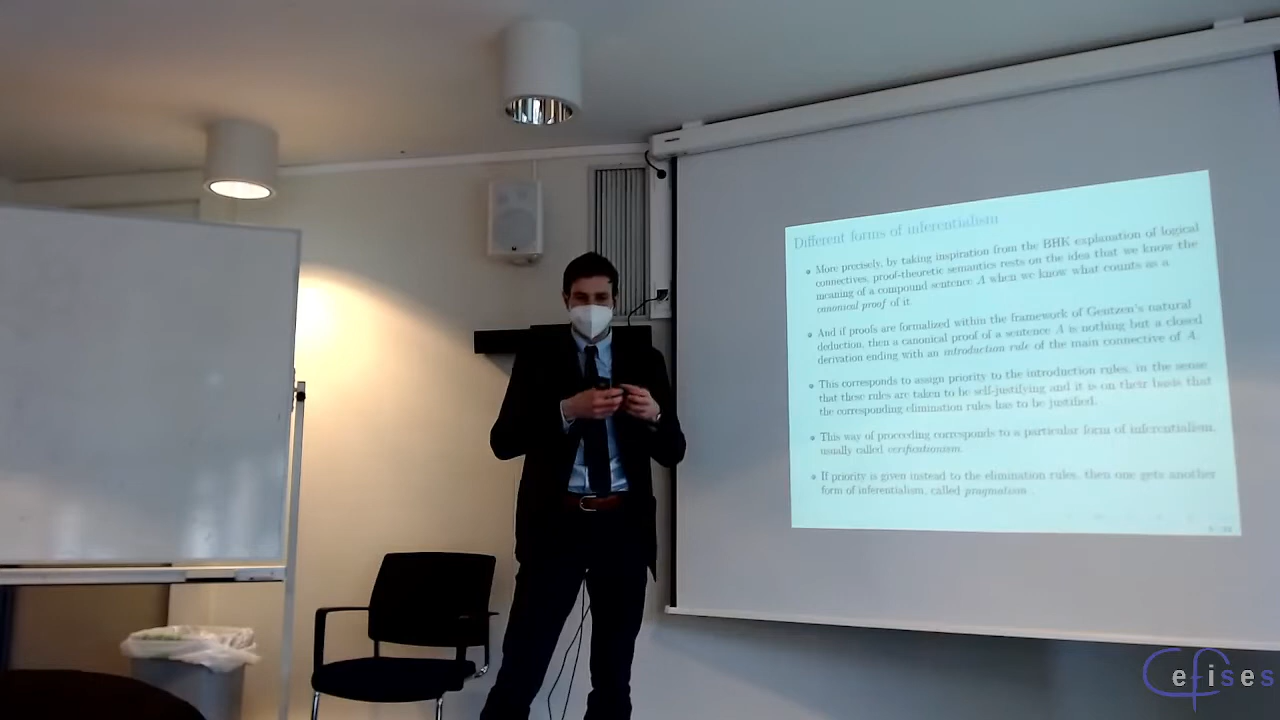 Different forms of inferentialism
More precisely, by taking inspiration from the BHK explanation of logical
connectives, proof-theoretic semantics rests on the idea that we know the
meaning of a compound sentence A when we know what counts as a
canonical proof of it.
And if proofs are formalized within the framework of Gentzen's natural
deduction, then a canonical proof of a sentence A is nothing but a closed
derivation ending with an introduction rule of the main connective of A.
This corresponds to assign priority to the introduction rules, in the sense
that these rules are taken to be self-justifying and it is on their basis that
the corresponding elimination rules has to be justified.
This way of proceeding corresponds to a particular form of inferentialism,
usually called verificationism.
If priority is given instead to the elimination rules, then one gets another
form of inferentialism, called pragmatism.
Cefises